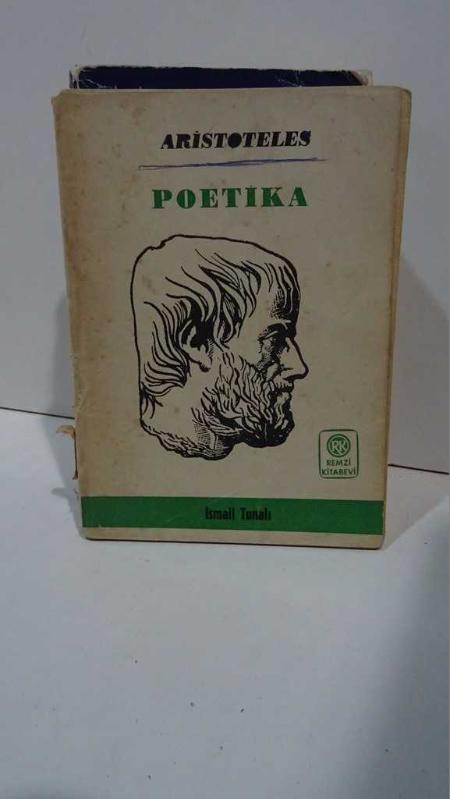 ARİSTOTELES
POETİKA
RK
REMZİ
KİTABEVİ
İsmail Tunalı